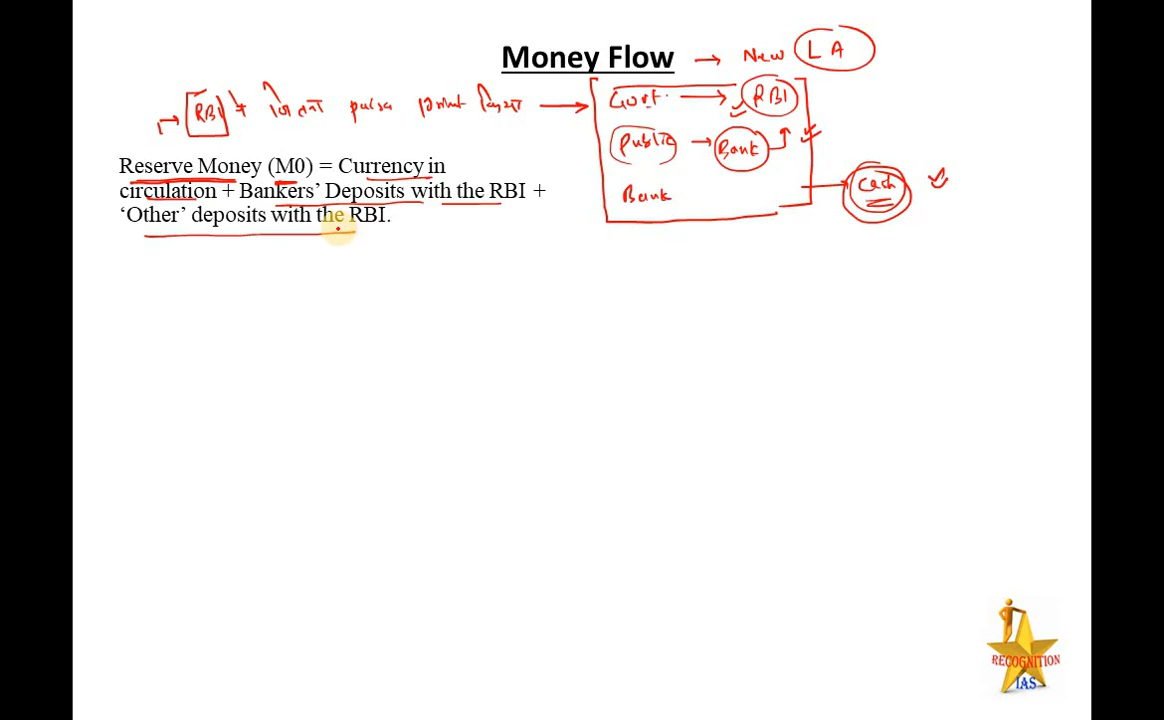 Money Flow → New LA
Govt. → RBI
RBI
Public → Bank
Reserve Money (M0) = Currency in
circulation + Bankers' Deposits with the RBI +
'Other' deposits with the RBI.
Cash
Bank
RECOGNITION
IAS